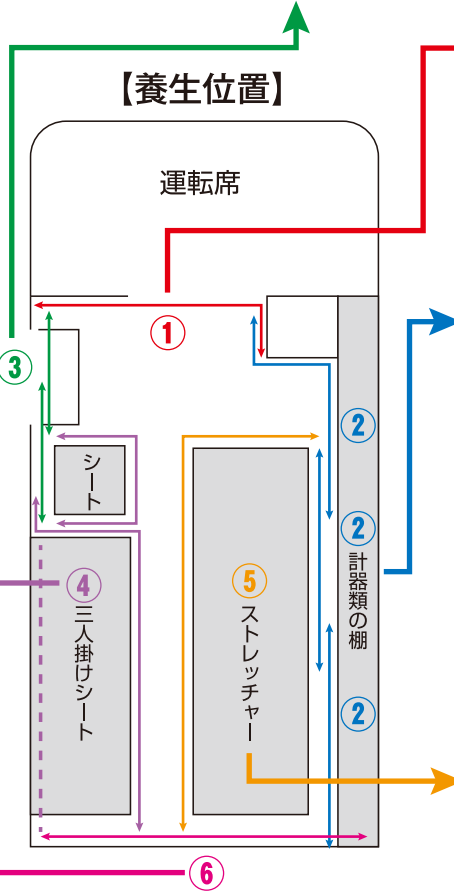 【養生位置】
運転席
①
③
②
シート
②
計器類の棚
④
三人掛けシート
⑤
ストレッチャー
②
⑥